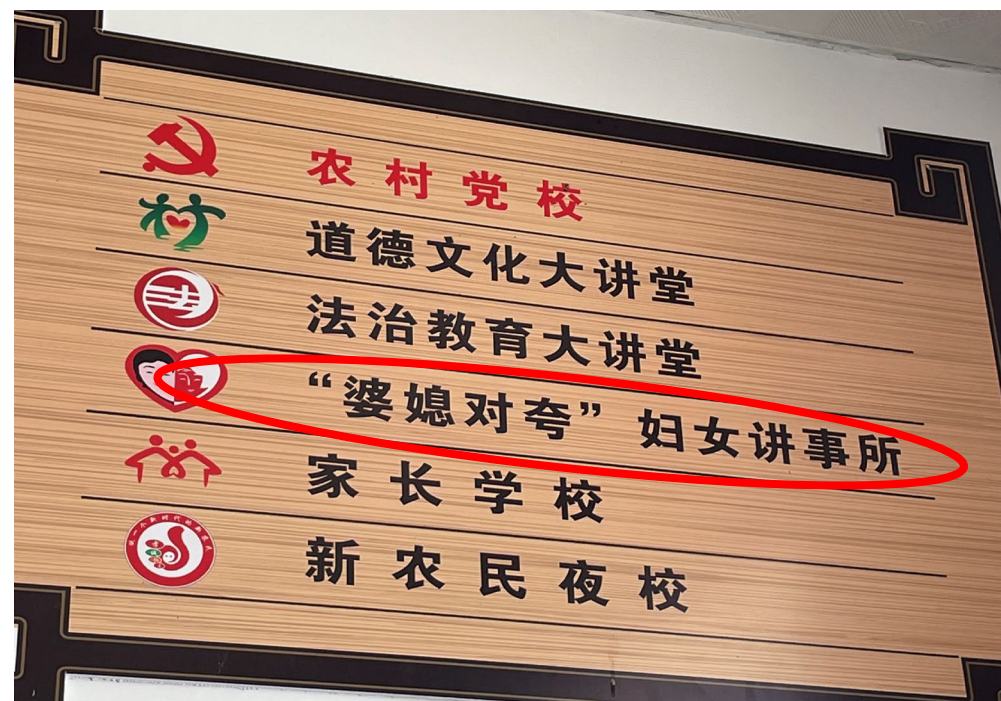 农村党校
道德文化大讲堂
法治教育大讲堂
“婆媳对夸”妇女讲事所
家长学校
新农民夜校